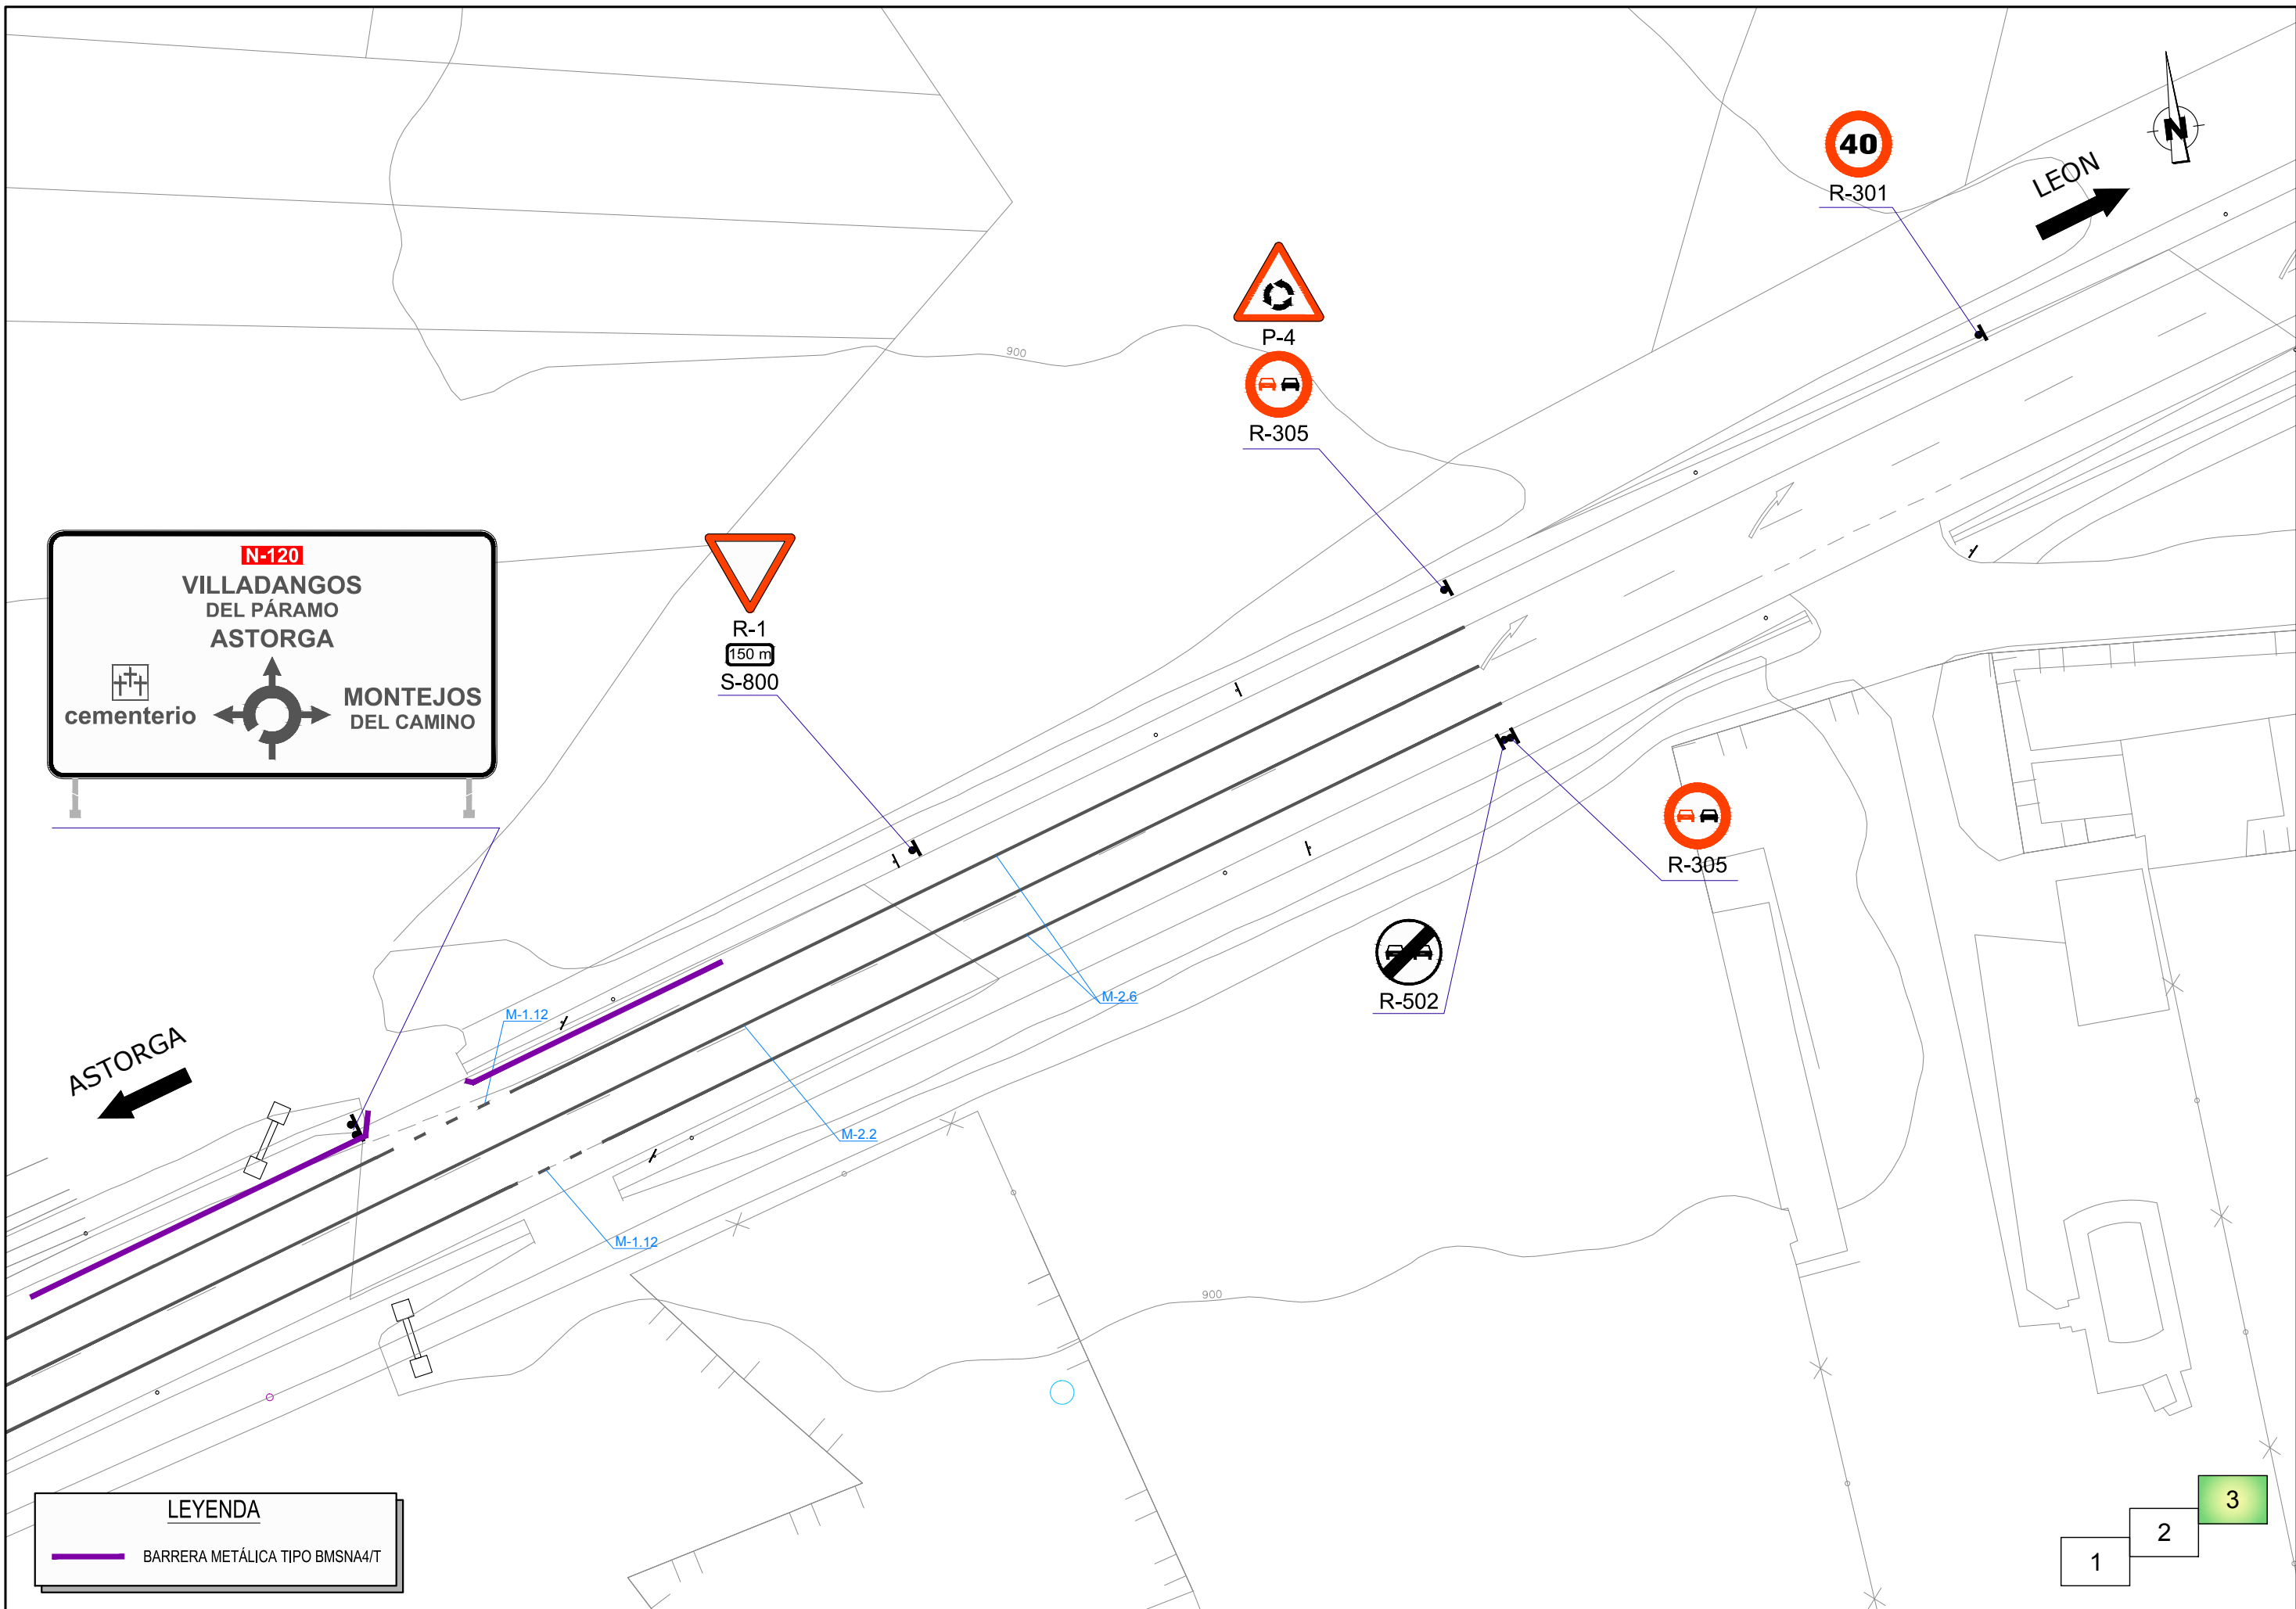 N
40
R-301
LEON
P-4
R-305
900
N-120
VILLADANGOS
DEL PÁRAMO
ASTORGA
cementerio
MONTEJOS
DEL CAMINO
R-1
150 m
S-800
R-305
R-502
M-2.6
M-1.12
M-2.2
M-1.12
ASTORGA
900
LEYENDA
BARRERA METÁLICA TIPO BMSNA4/T
3
2
1